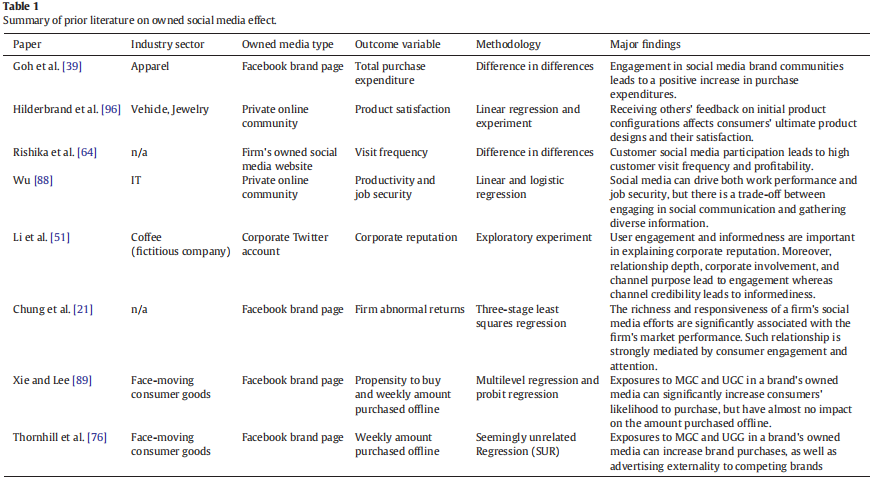 Table 1
Summary of prior literature on owned social media effect.
Paper Industry sector Owned media type Outcome variable Methodology Major findings
Goh et al. [39] Apparel Facebook brand page Total purchase Difference in differences Engagement in social media brand communities
expenditure leads to a positive increase in purchase
expenditures.
Hilderbrand et al. [96] Vehicle, Jewelry Private online Product satisfaction Linear regression and Receiving others' feedback on initial product
community experiment configurations affects consumers' ultimate product
designs and their satisfaction.
Rishika et al. [64] n/a Firm's owned social Visit frequency Difference in differences Customer social media participation leads to high
media website customer visit frequency and profitability.
Wu [88] IT Private online Productivity and Linear and logistic Social media can drive both work performance and
community job security regression job security, but there is a trade-off between
engaging in social communication and gathering
diverse information.
Li et al. [51] Coffee Corporate Twitter Corporate reputation Exploratory experiment User engagement and informedness are important
(fictitious company) account in explaining corporate reputation. Moreover,
relationship depth, corporate involvement, and
channel purpose lead to engagement whereas
channel credibility leads to informediness.
Chung et al. [21] n/a Facebook brand page Firm abnormal returns Three-stage least The richness and responsiveness of a firm's social
squares regression media efforts are significantly associated with the
firm's market performance. Such relationship is
strongly mediated by consumer engagement and
attention.
Xie and Lee [89] Face-moving Facebook brand page Propensity to buy Multilevel regression and Exposures to MGC and UGC in a brand's owned
consumer goods and weekly amount probit regression media can significantly increase consumers'
purchased offline likelihood to purchase, but have almost no impact
on the amount purchased offline.
Thornhill et al. [76] Face-moving Facebook brand page Weekly amount Seemingly unrelated Exposures to MGC and UGG in a brand's owned
consumer goods purchased offline Regression (SUR) media can increase brand purchases, as well as
advertising externality to competing brands